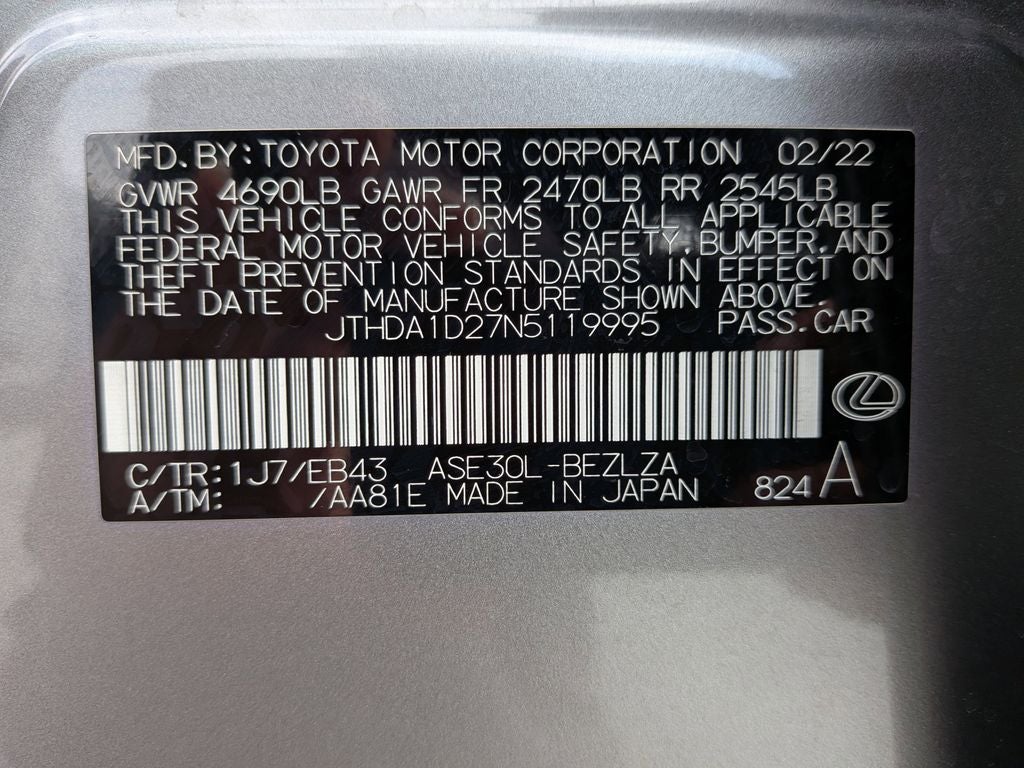 MFD.BY:TOYOTA MOTOR CORPORATION 02/22
GVWR 4690LB GAWR FR 2470LB RR 2545LB
THIS VEHICLE CONFORMS TO ALL APPLICABLE
FEDERAL MOTOR VEHICLE SAFETY,BUMPER,AND
THEFT PREVENTION STANDARDS IN EFFECT ON
THE DATE OF MANUFACTURE SHOWN ABOVE.
JTHDA1D27N5119995 PASS.CAR
C/TR:1J7/EB43 ASE30L-BEZLZA
A/TM: /AA81E MADE IN JAPAN 824 A